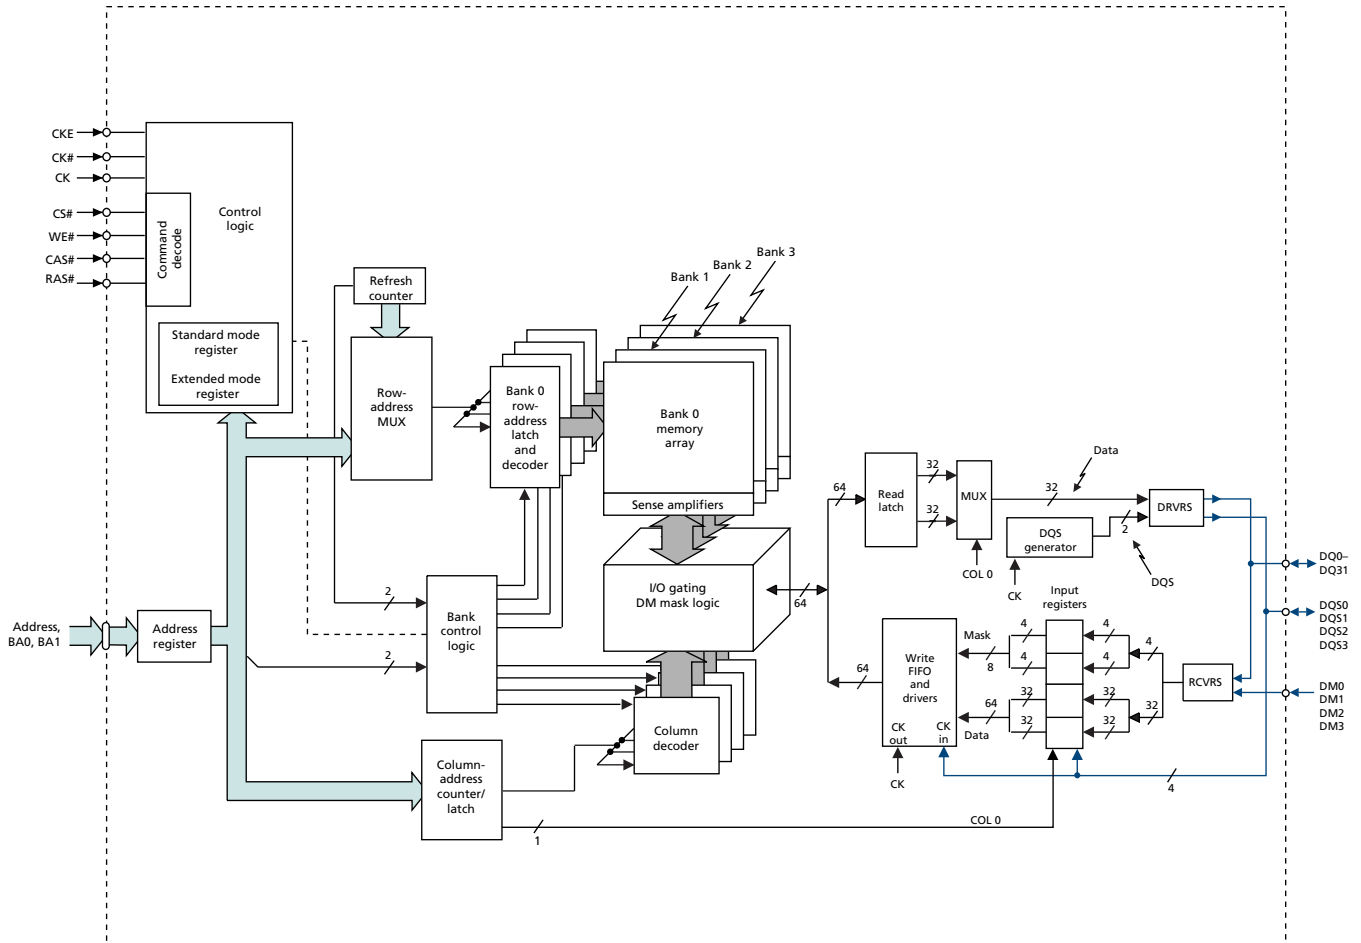 CKE
CK#
CK
CS#
WE#
CAS#
RAS#
Command
decode
Control
logic
Standard mode
register
Extended mode
register
Refresh
counter
Row-
address
MUX
Bank 0
row-
address
latch
and
decoder
Bank 1
Bank 2
Bank 3
Bank 0
memory
array
Sense amplifiers
I/O gating
DM mask logic
2
Bank
control
logic
2
Address,
BA0, BA1
Address
register
Column-
address
counter/
latch
Column
decoder
1
COL 0
64
64
64
Read
latch
32
32
MUX
COL 0
Data
32
DQS
generator
CK
2
DQS
DRVRS
DQ0–
DQ31
DQS0
DQS1
DQS2
DQS3
DM0
DM1
DM2
DM3
Input
registers
Write
FIFO
and
drivers
CK
out
CK
in
CK
Mask
8
64
Data
4
4
32
32
4
4
32
32
4
32
RCVRS
4